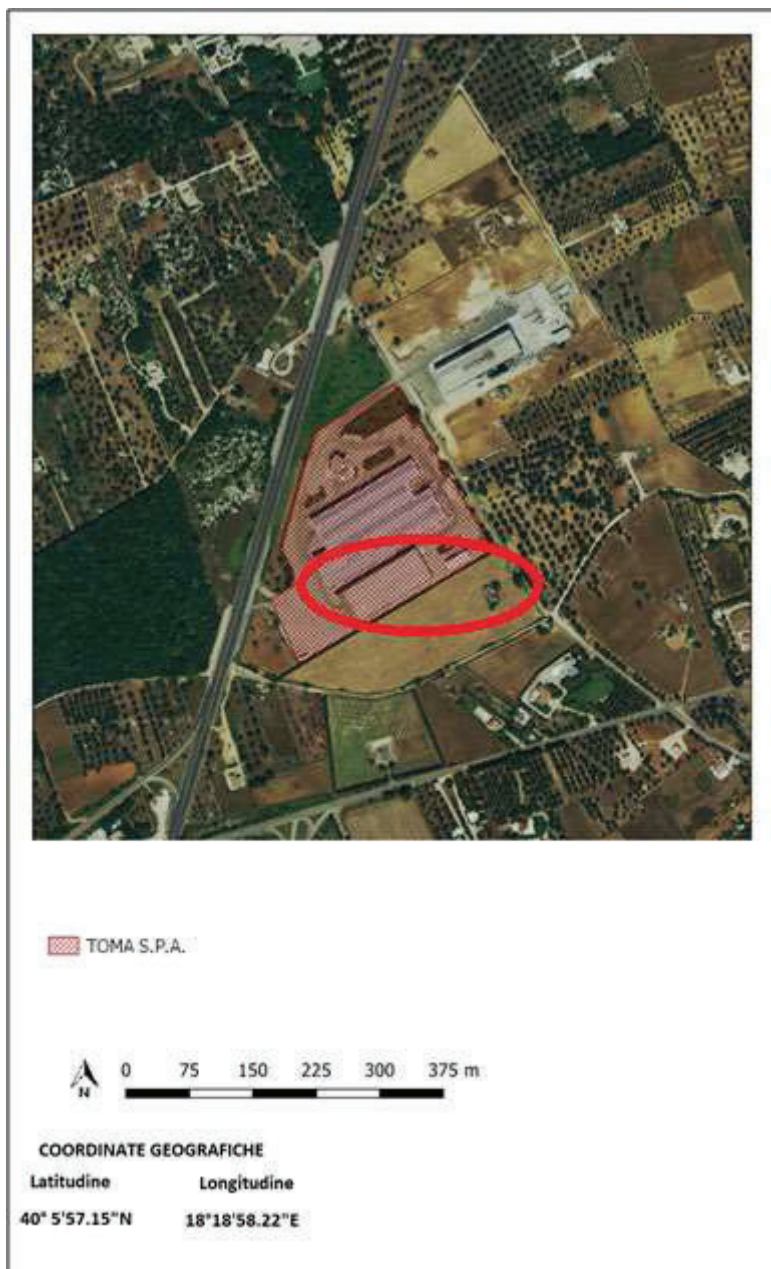 TOMA S.P.A.
0 75 150 225 300 375 m
N
COORDINATE GEOGRAFICHE
Latitudine Longitudine
40° 5'57.15"N 18°18'58.22"E